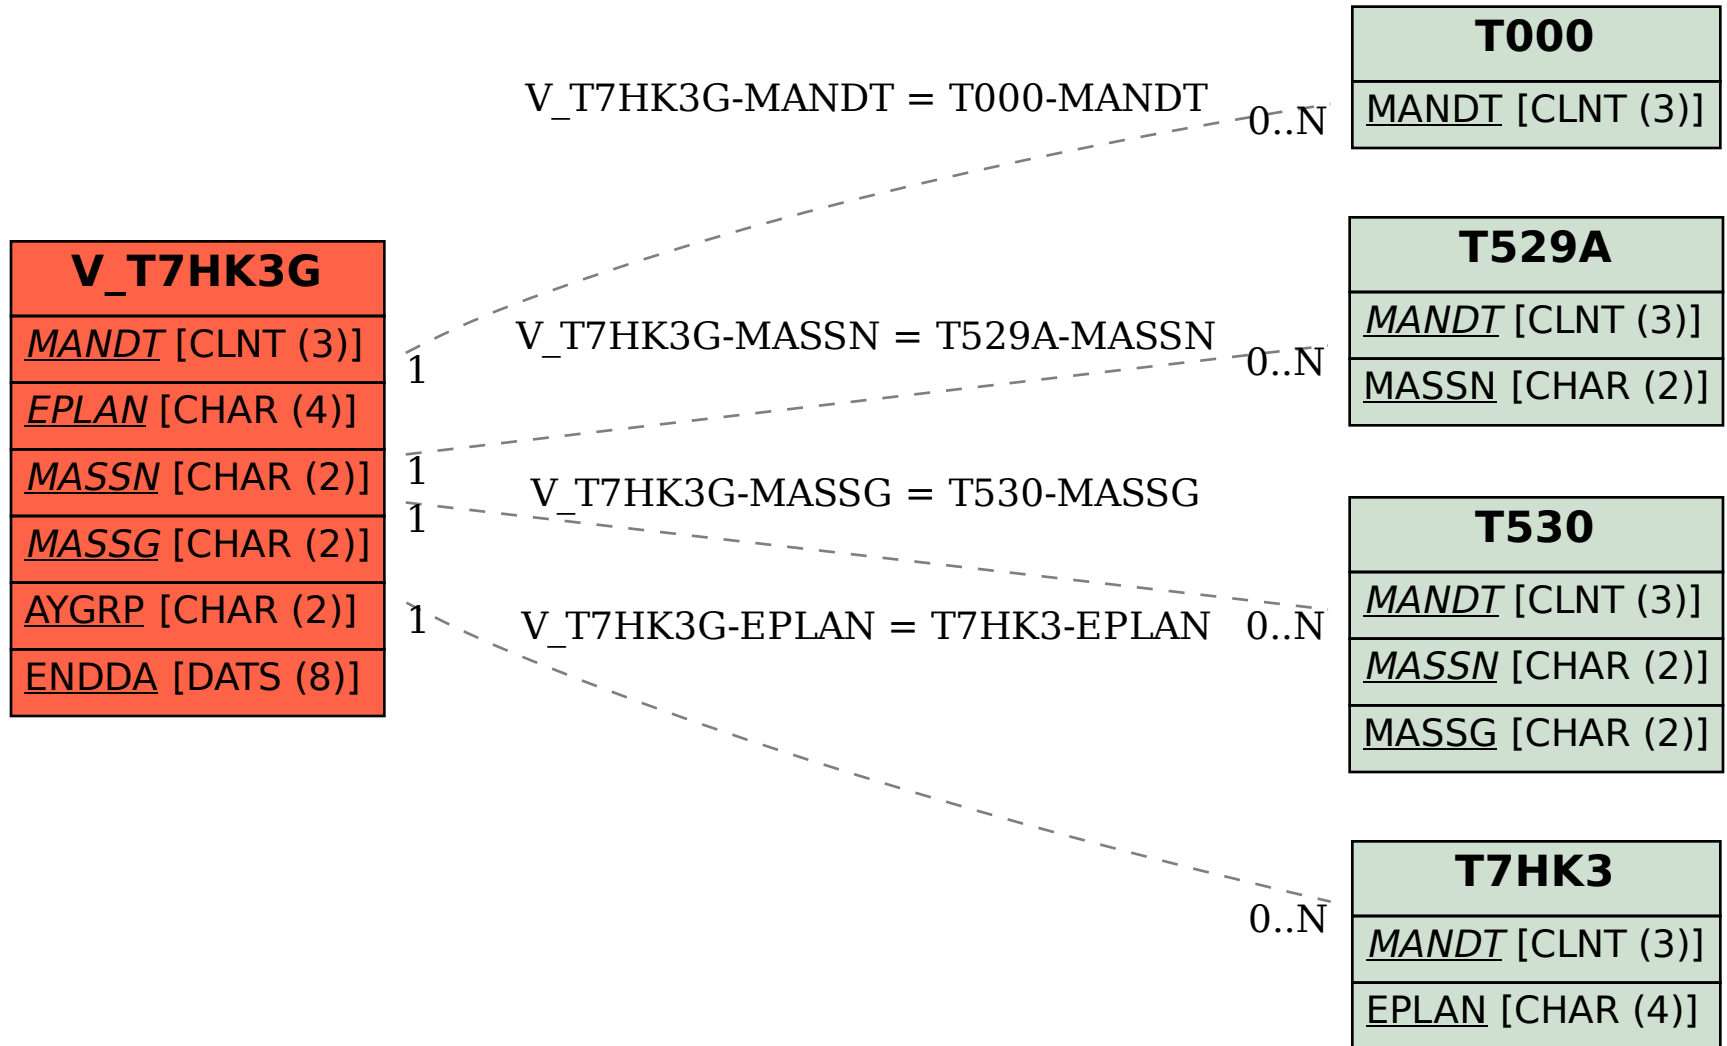 V_T7HK3G
MANDT [CLNT (3)]
EPLAN [CHAR (4)]
MASSN [CHAR (2)]
MASSG [CHAR (2)]
AYGRP [CHAR (2)]
ENDDA [DATS (8)]
V_T7HK3G-MANDT = T000-MANDT
1
0..N
V_T7HK3G-MASSN = T529A-MASSN
1
0..N
V_T7HK3G-MASSG = T530-MASSG
1
0..N
V_T7HK3G-EPLAN = T7HK3-EPLAN
1
0..N
T000
MANDT [CLNT (3)]
T529A
MANDT [CLNT (3)]
MASSN [CHAR (2)]
T530
MANDT [CLNT (3)]
MASSN [CHAR (2)]
MASSG [CHAR (2)]
T7HK3
MANDT [CLNT (3)]
EPLAN [CHAR (4)]